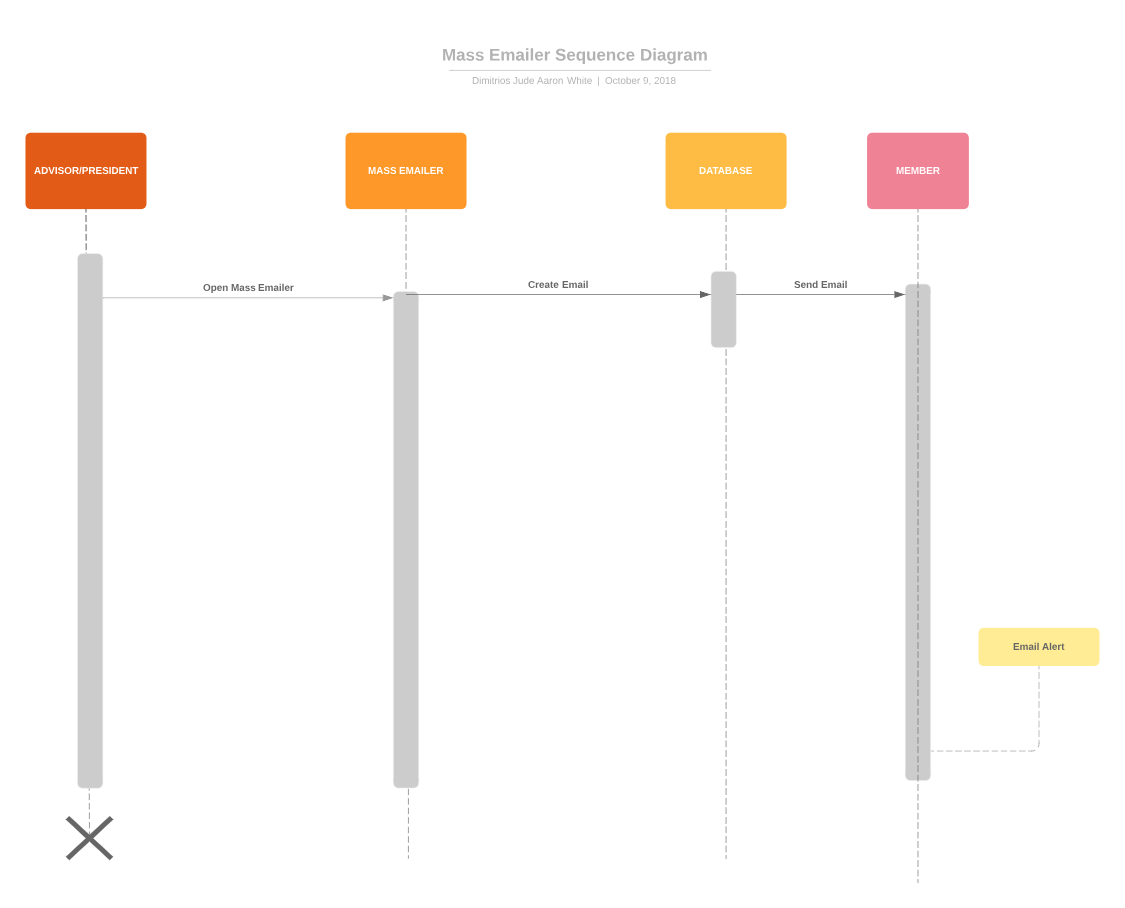 Mass Emailer Sequence Diagram
Dimitrios Jude Aaron White | October 9, 2018
ADVISOR/PRESIDENT
MASS EMAILER
DATABASE
MEMBER
Open Mass Emailer
Create Email
Send Email
Email Alert